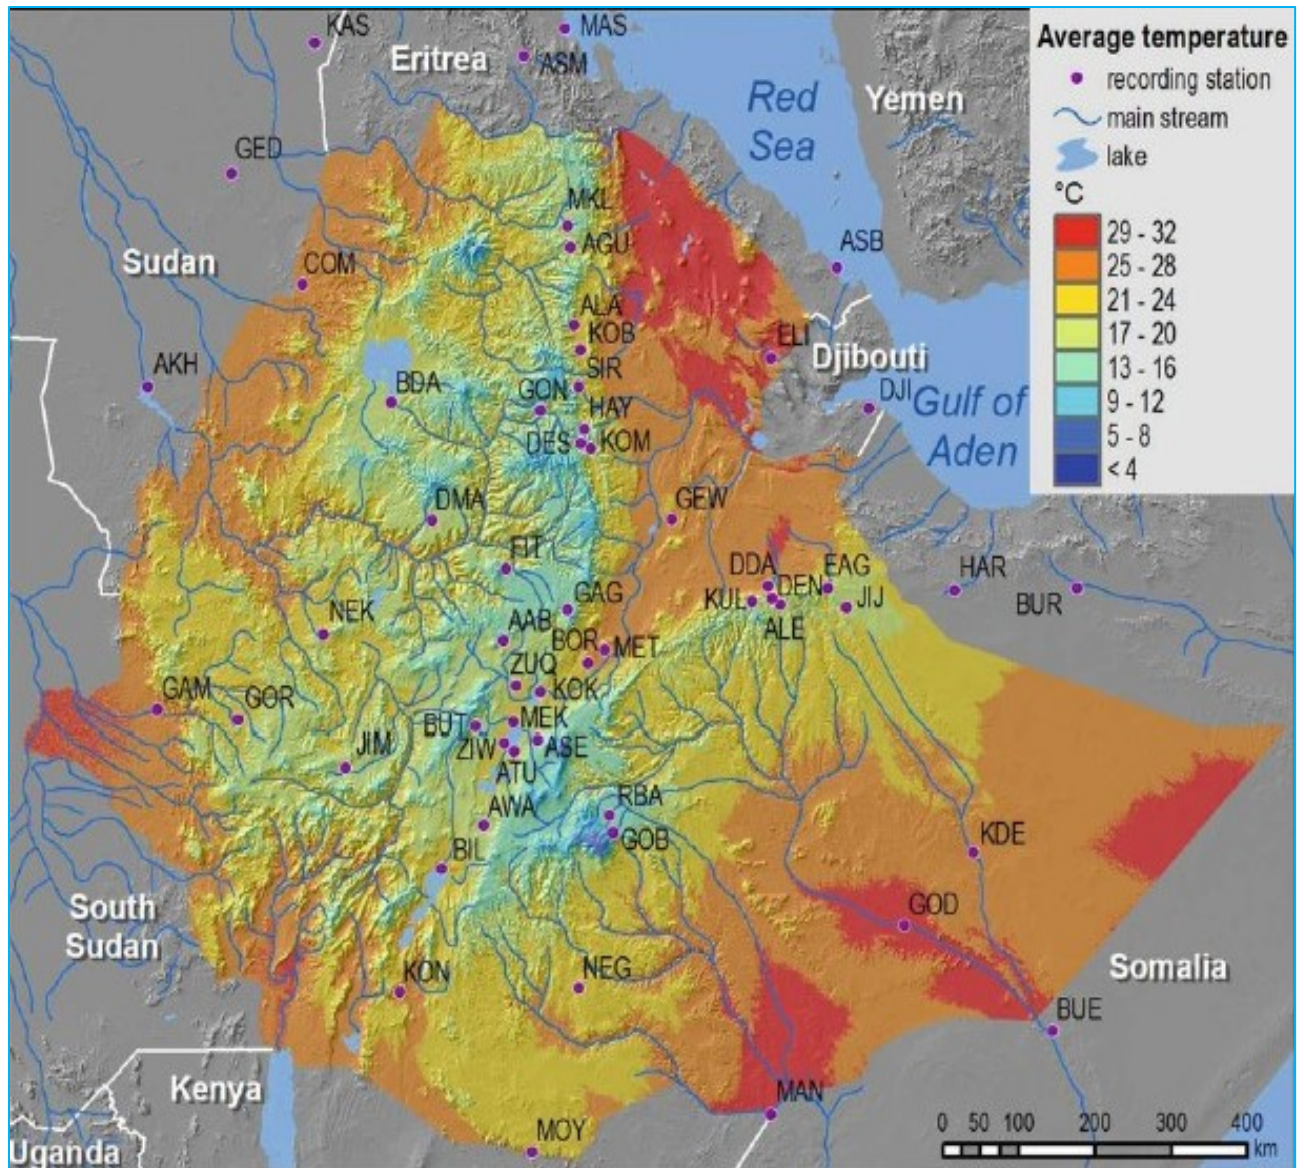 KAS
MAS
Eritrea
ASM
Red
Sea
Yemen
Average temperature
recording station
main stream
lake
°C
29 - 32
25 - 28
21 - 24
17 - 20
13 - 16
9 - 12
5 - 8
< 4
GED
MKL
AGU
ASB
Sudan
COM
ALA
KOB
ELI
Djibouti
SIR
AKH
BDA
GON
HAY
DJI
Gulf of
Aden
DES
KOM
DMA
GEW
FIT
DDA
DEN
EAG
HAR
KUL
JIJ
BUR
ALE
NEK
GAG
AAB
BOR
MET
ZUQ
KOK
GAM
GOR
BUT
MEK
JIM
ZIW
ASE
ATU
AWA
RBA
GOB
BIL
KDE
South
Sudan
GOD
KON
NEG
Somalia
BUE
Kenya
MAN
MOY
Uganda
0 50 100 200 300 400
km